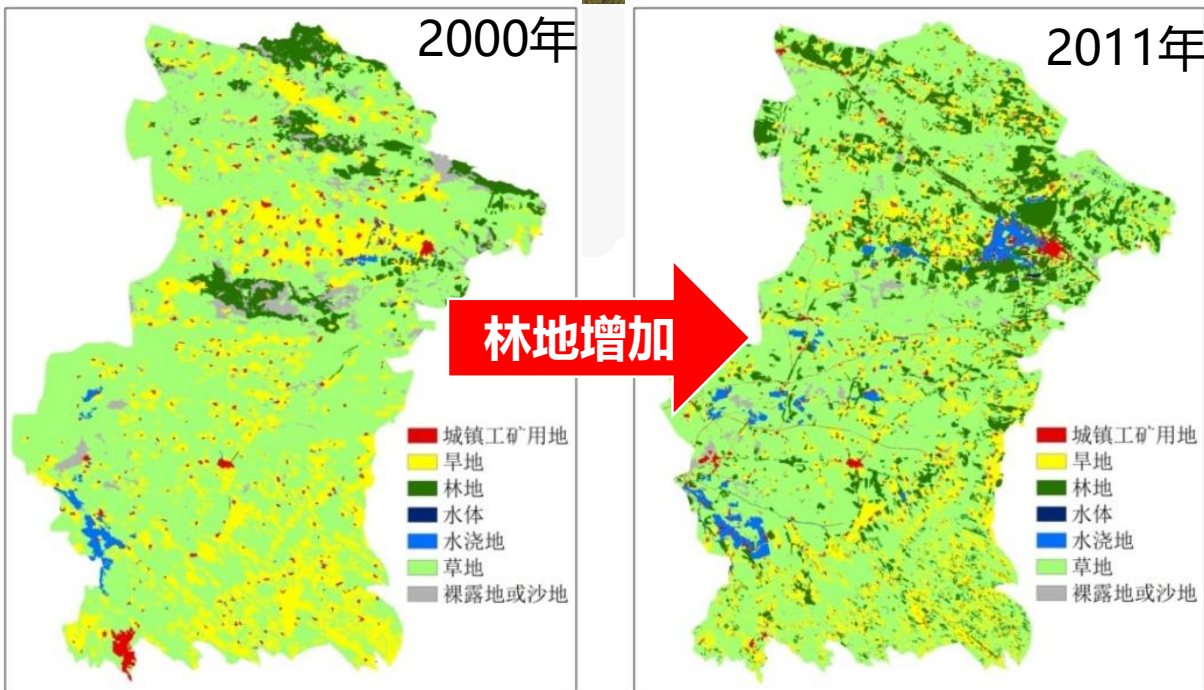 2000年
城镇工矿用地
旱地
林地
水体
水浇地
草地
裸露地或沙地
林地增加
2011年
城镇工矿用地
旱地
林地
水体
水浇地
草地
裸露地或沙地